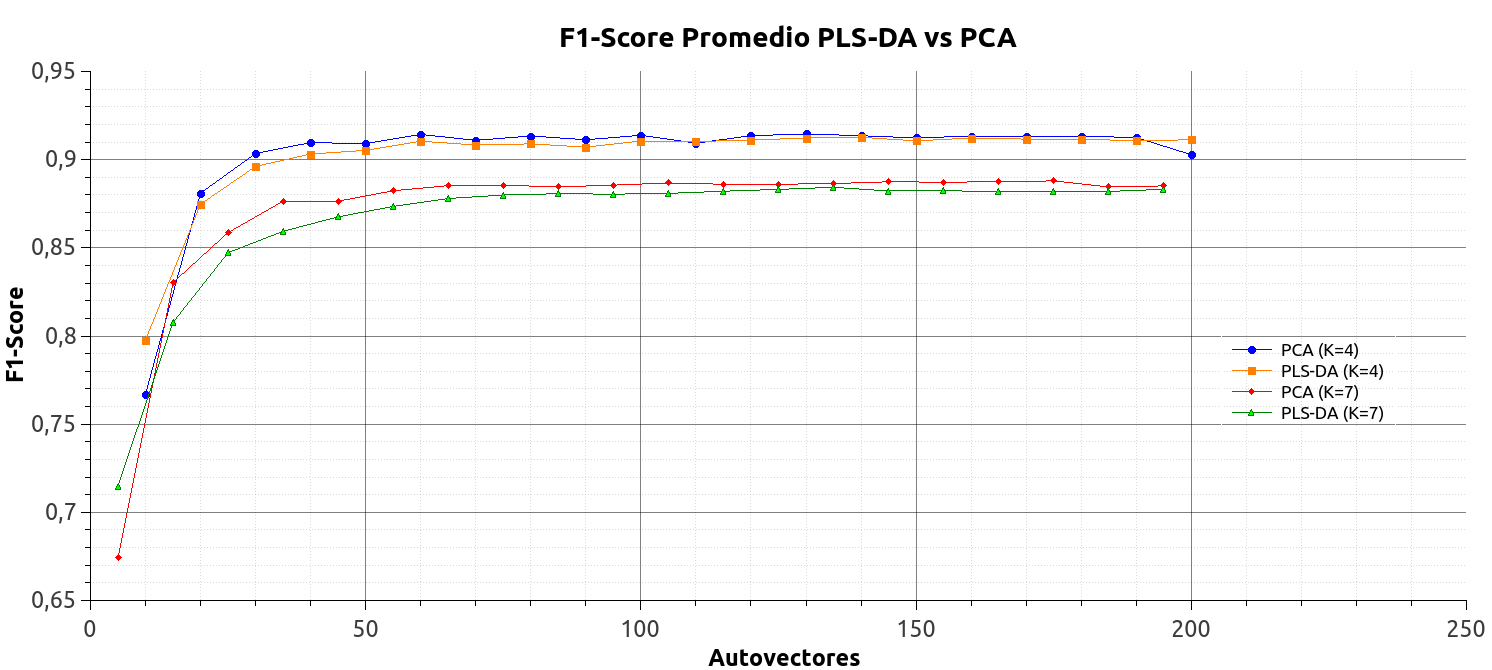 F1-Score Promedio PLS-DA vs PCA
0,95
0,9
0,85
0,8
0,75
0,7
0,65
F1-Score
PCA (K=4)
PLS-DA (K=4)
PCA (K=7)
PLS-DA (K=7)
0 50 100 150 200 250
Autovectores